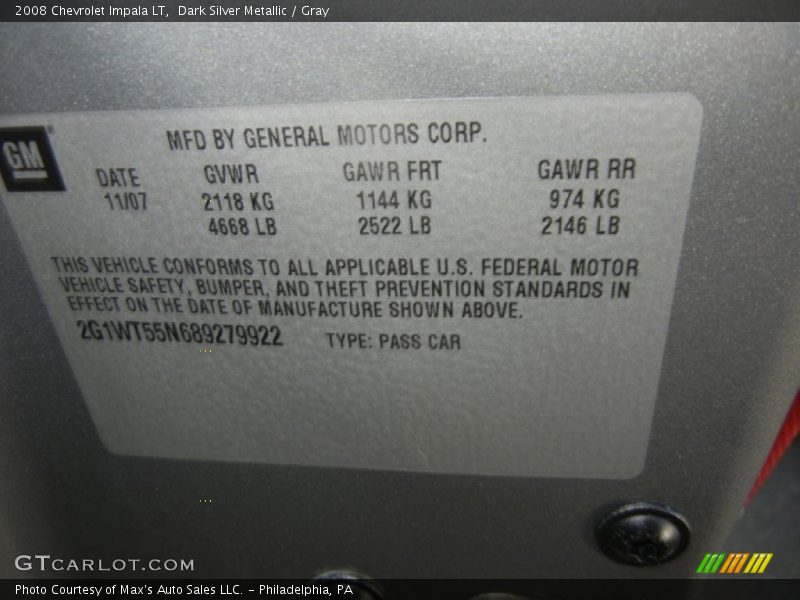 2008 Chevrolet Impala LT, Dark Silver Metallic / Gray
MFD BY GENERAL MOTORS CORP.
GM
DATE GVWR GAWR FRT GAWR RR
11/07 2118 KG 1144 KG 974 KG
4668 LB 2522 LB 2146 LB
THIS VEHICLE CONFORMS TO ALL APPLICABLE U.S. FEDERAL MOTOR
VEHICLE SAFETY, BUMPER, AND THEFT PREVENTION STANDARDS IN
EFFECT ON THE DATE OF MANUFACTURE SHOWN ABOVE.
2G1WT55N689279922 TYPE: PASS CAR
GTCARLOT.COM
Photo Courtesy of Max's Auto Sales LLC. - Philadelphia, PA